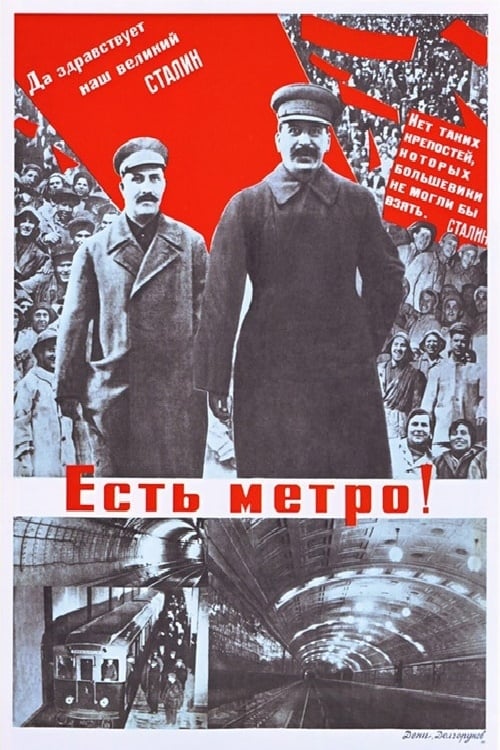 Да здравствует
наш великий
СТАЛИН
Нет таких
крепостей,
которых
большевики
не могли бы
взять.
СТАЛИН
Есть метро!
Дени, Долгоруков